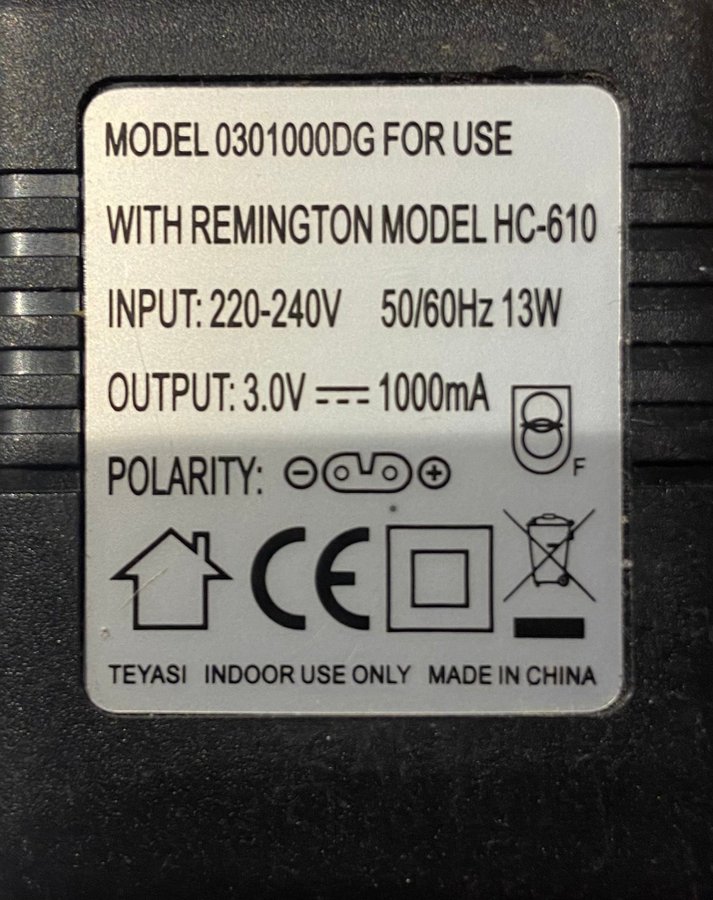 MODEL 0301000DG FOR USE
WITH REMINGTON MODEL HC-610
INPUT: 220-240V 50/60Hz 13W
OUTPUT: 3.0V ⎓ 1000mA
F
POLARITY: ⊖ ⊕
CE
TEYASI INDOOR USE ONLY MADE IN CHINA